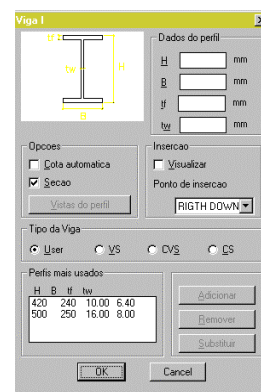 Viga I
tf
tw
H
B
Dados do perfil
H mm
B mm
tf mm
tw mm
Opcoes
Cota automatica
Secao
Vistas do perfil
Insercao
Visualizar
Ponto de insercao
RIGTH DOWN
Tipo da Viga
User VS CVS CS
Perfis mais usados
H B tf tw
420 240 10.00 6.40
500 250 16.00 8.00
Adicionar
Remover
Substituir
OK Cancel